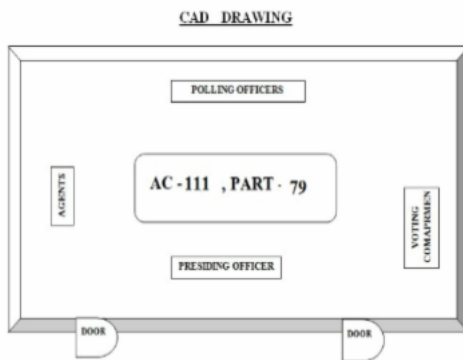 CAD DRAWING
POLLING OFFICERS
AGENTS
AC -111 , PART - 79
VOTING
COMAPRMEN
PRESIDING OFFICER
DOOR
DOOR